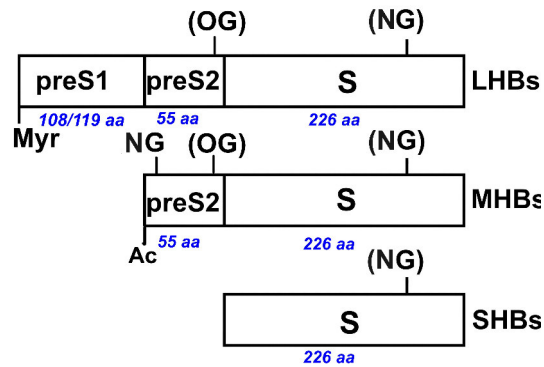 (OG) (NG)
preS1 preS2 S LHBs
108/119 aa 55 aa 226 aa
Myr
NG (OG) (NG)
preS2 S MHBs
55 aa 226 aa
Ac
(NG)
S SHBs
226 aa